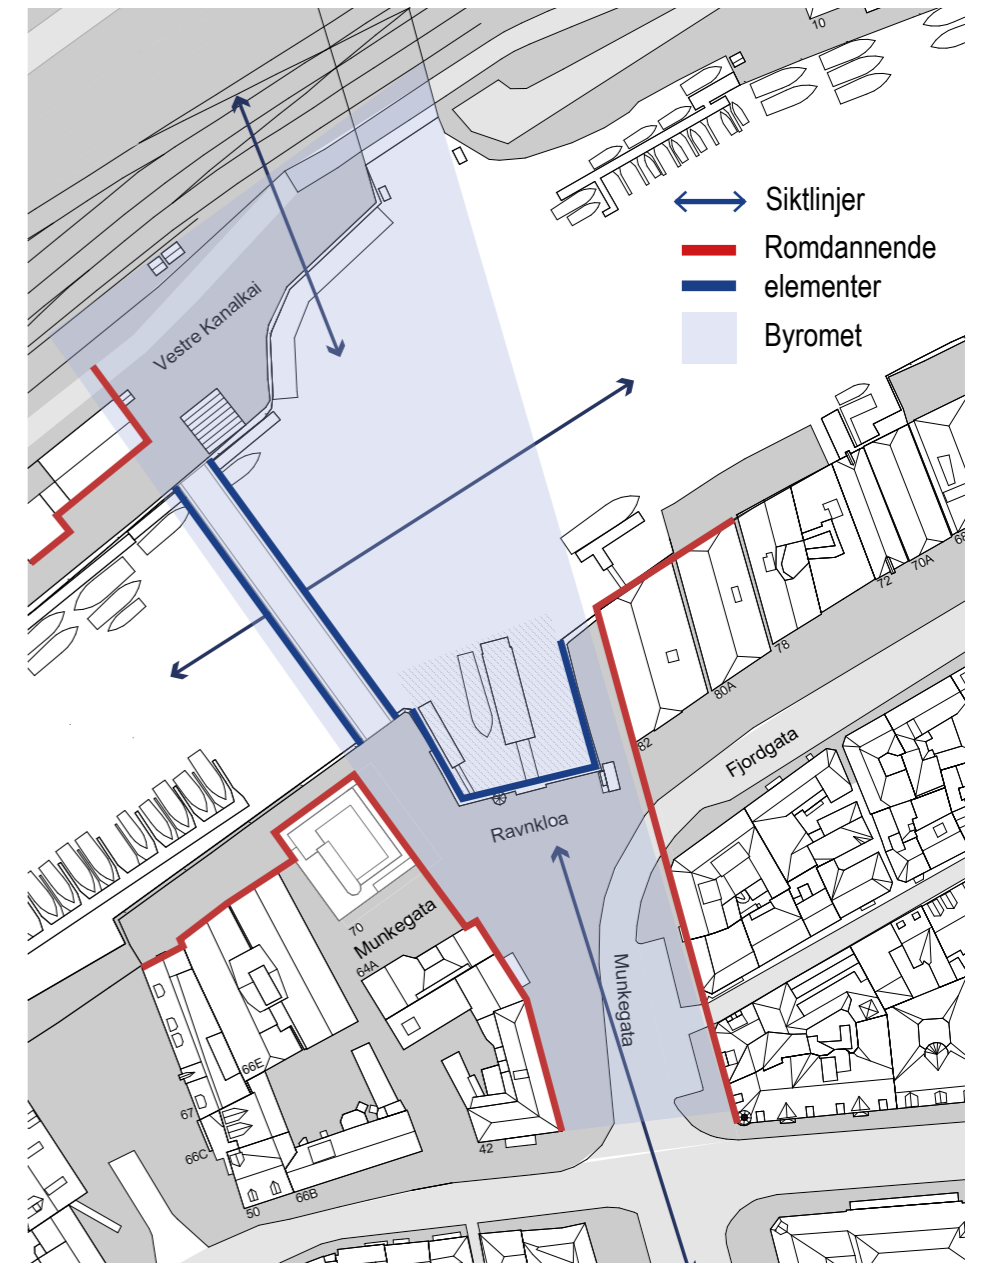 10
Siktlinjer
Romdannende
elementer
Byromet
Vestre Kanalkai
68
70A
72
78
80A
82
Fjordgata
Ravnkloa
70
Munkegata
64A
Munkegata
66E
67
66C
42
66B
50